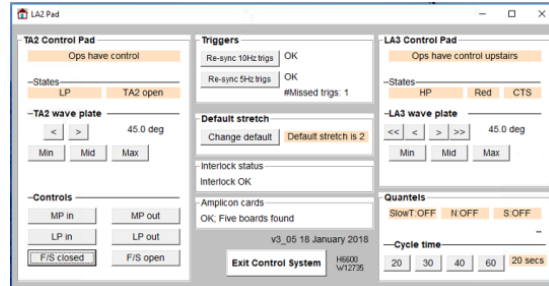 LA2 Pad
TA2 Control Pad
Ops have control
States
LP TA2 open
TA2 wave plate
< > 45.0 deg
Min Mid Max
Controls
MP in MP out
LP in LP out
F/S closed F/S open
Triggers
Re-sync 10Hz trigs OK
Re-sync 5Hz trigs OK
#Missed trigs: 1
Default stretch
Change default Default stretch is 2
Interlock status
Interlock OK
Amplicon cards
OK; Five boards found
v3_05 18 January 2018
Exit Control System H6600
W12735
LA3 Control Pad
Ops have control upstairs
States
HP Red CTS
LA3 wave plate
<< < > >> 45.0 deg
Min Mid Max
Quantels
SlowT:OFF N:OFF S:OFF
--
Cycle time
20 30 40 60 20 secs